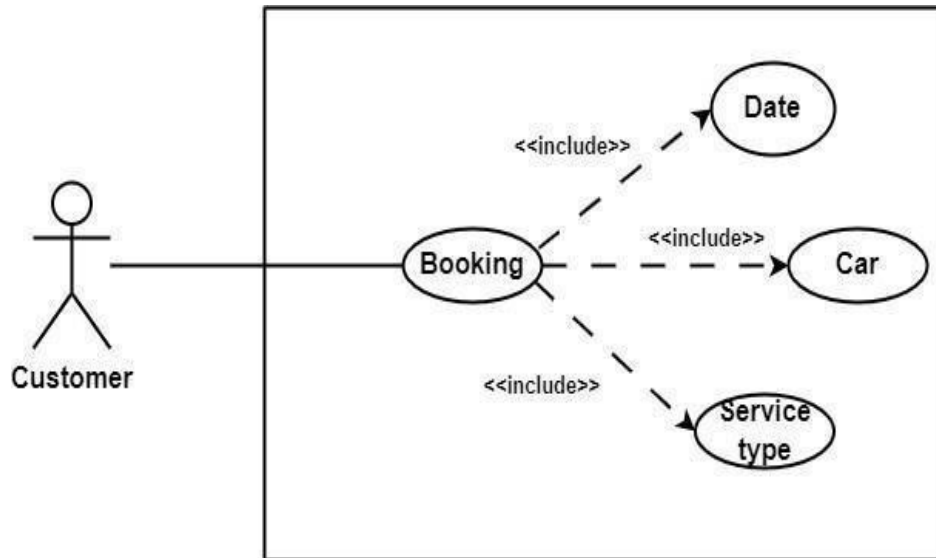 Date
<<include>>
<<include>>
Booking
Car
Customer
<<include>>
Service
type